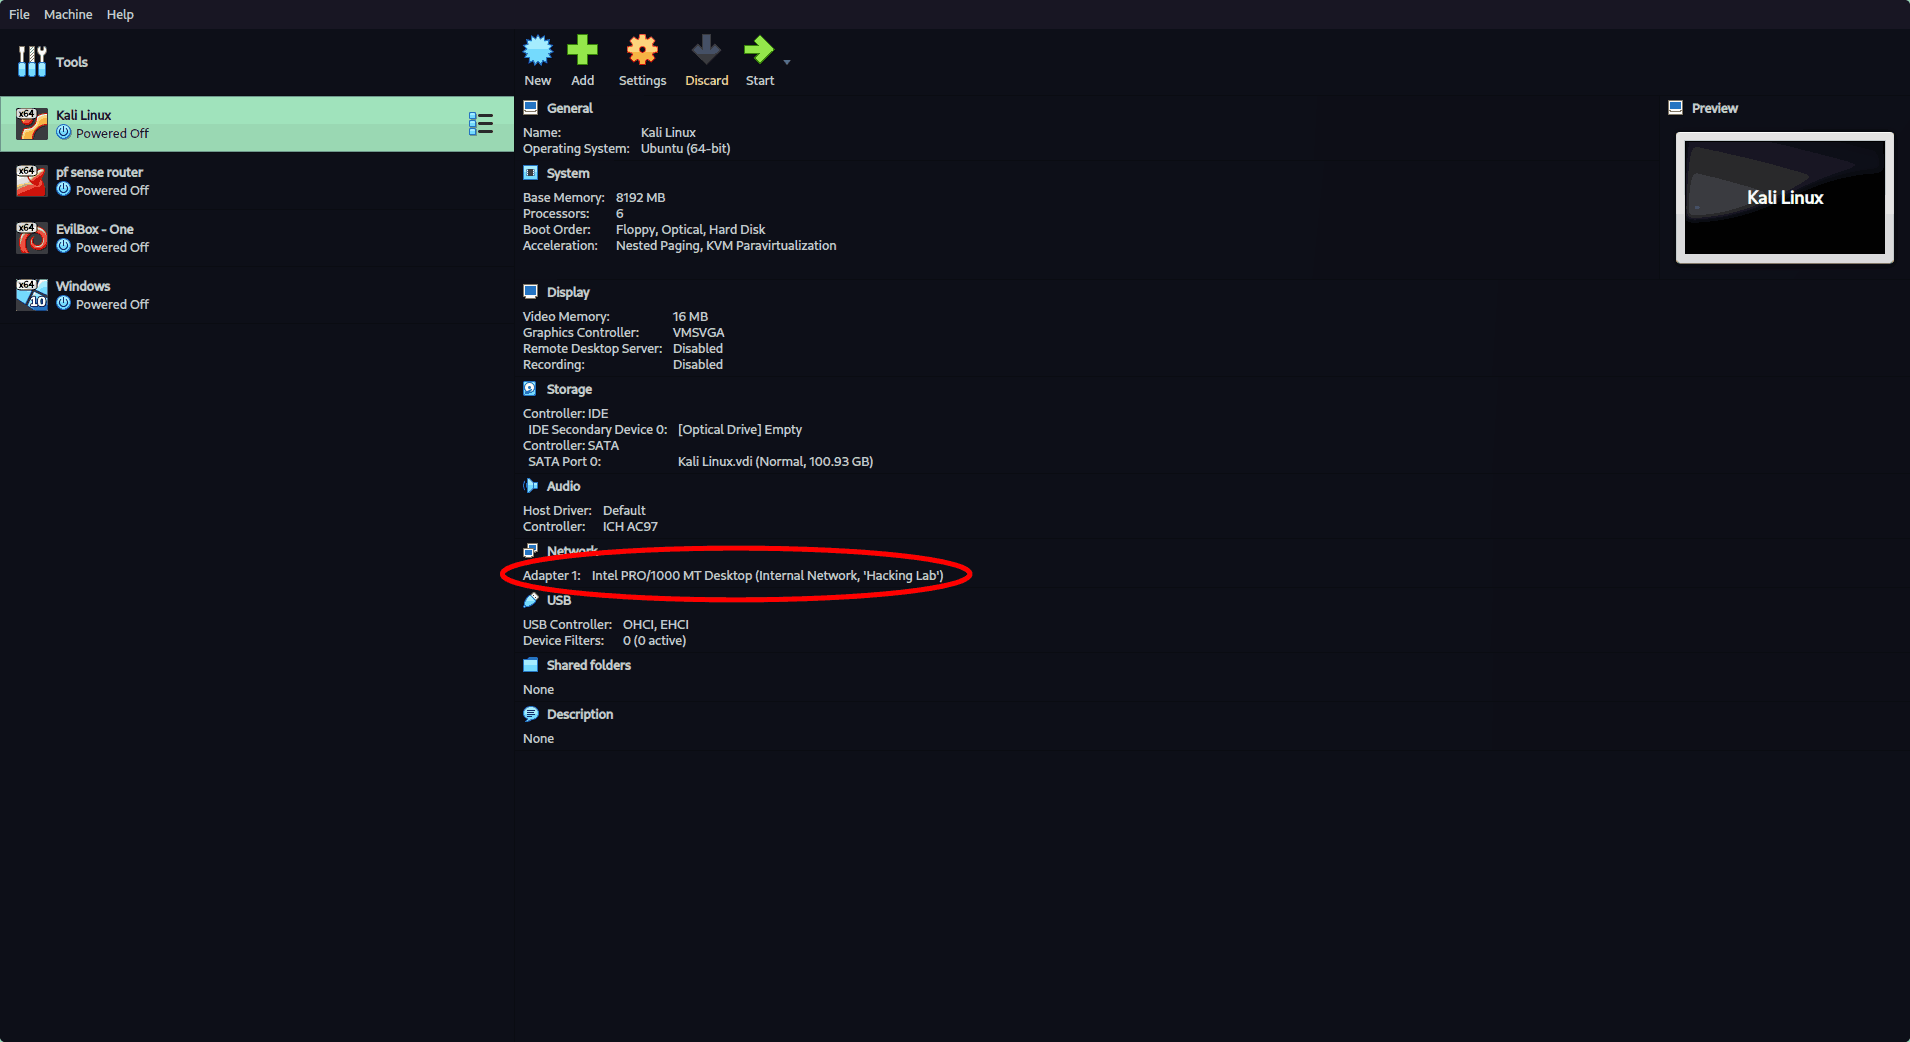 File Machine Help
Tools
New Add Settings Discard Start
x64 Kali Linux
Powered Off
x64 pf sense router
Powered Off
x64 EvilBox - One
Powered Off
x64 Windows
10 Powered Off
General
Name: Kali Linux
Operating System: Ubuntu (64-bit)
System
Base Memory: 8192 MB
Processors: 6
Boot Order: Floppy, Optical, Hard Disk
Acceleration: Nested Paging, KVM Paravirtualization
Display
Video Memory: 16 MB
Graphics Controller: VMSVGA
Remote Desktop Server: Disabled
Recording: Disabled
Storage
Controller: IDE
IDE Secondary Device 0: [Optical Drive] Empty
Controller: SATA
SATA Port 0: Kali Linux.vdi (Normal, 100.93 GB)
Audio
Host Driver: Default
Controller: ICH AC97
Network
Adapter 1: Intel PRO/1000 MT Desktop (Internal Network, 'Hacking Lab')
USB
USB Controller: OHCI, EHCI
Device Filters: 0 (0 active)
Shared folders
None
Description
None
Preview
Kali Linux